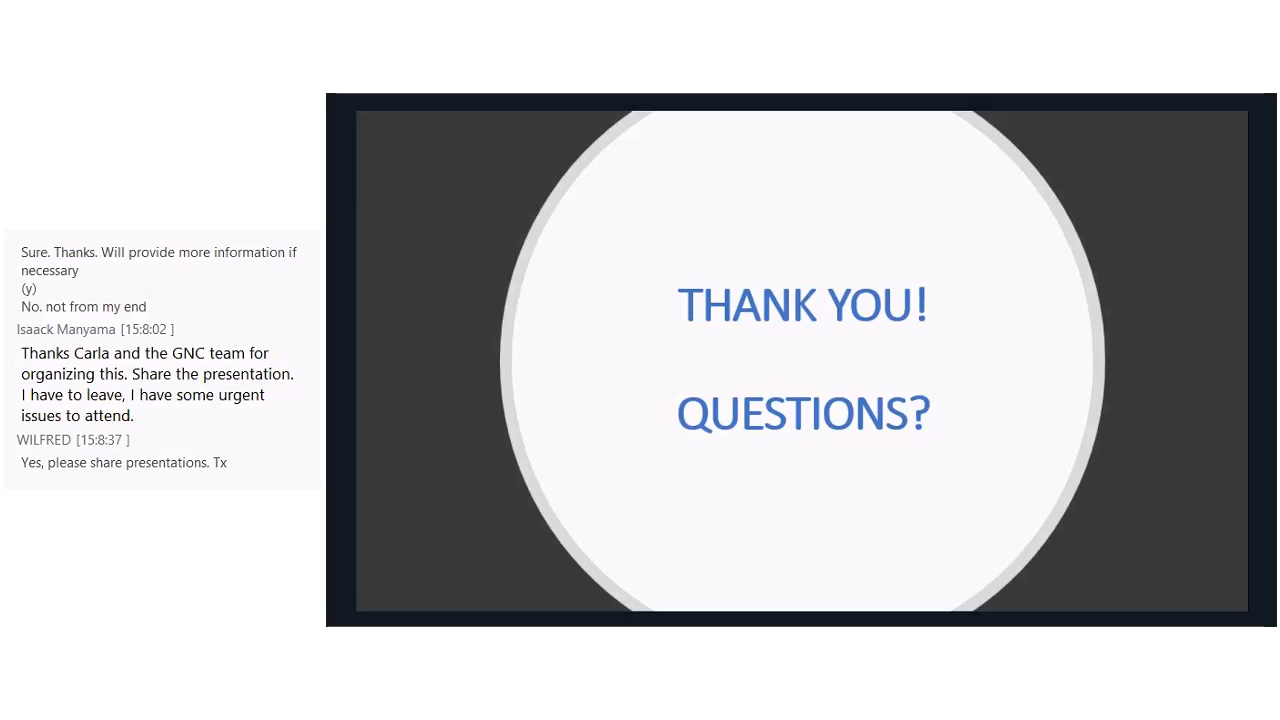 Sure. Thanks. Will provide more information if
necessary
(y)
No. not from my end
Isaack Manyama [15:8:02 ]
Thanks Carla and the GNC team for
organizing this. Share the presentation.
I have to leave, I have some urgent
issues to attend.
WILFRED [15:8:37 ]
Yes, please share presentations. Tx
THANK YOU!
QUESTIONS?